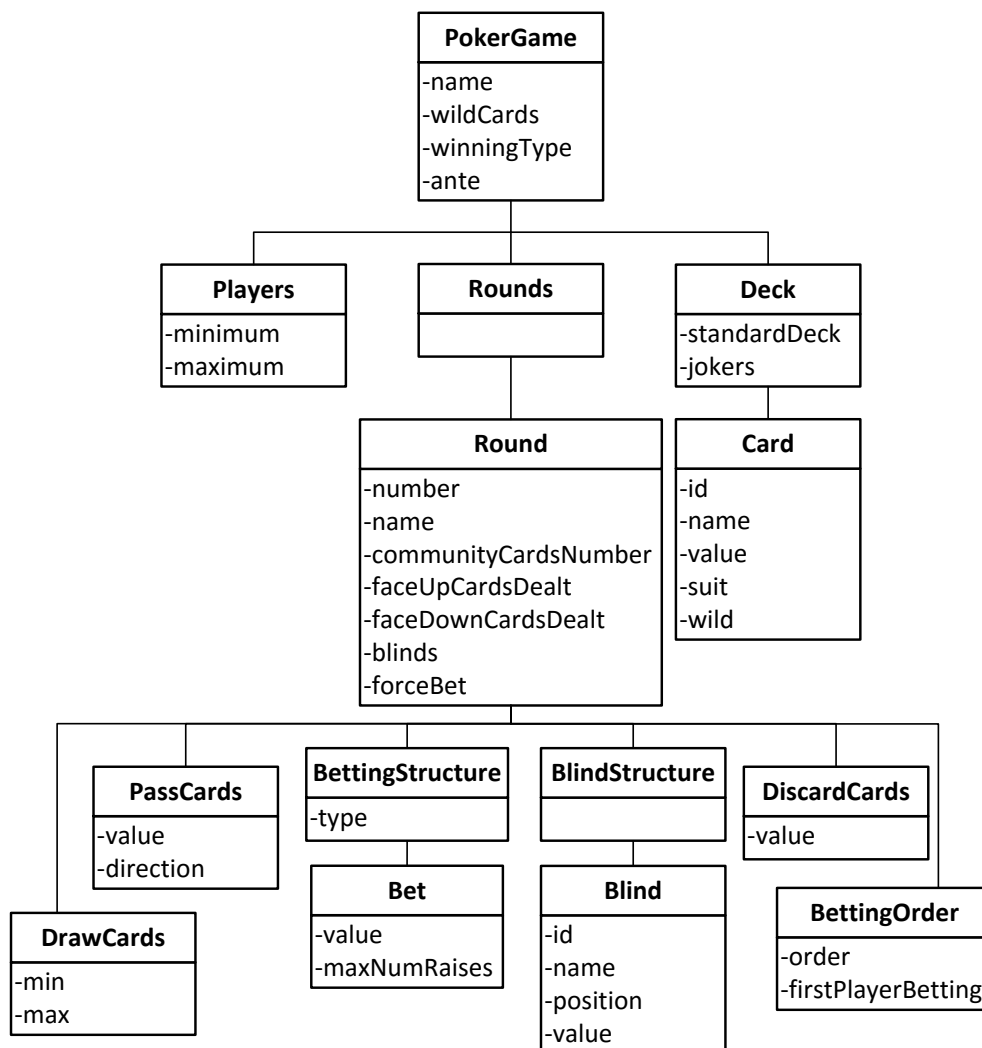 PokerGame
-name
-wildCards
-winningType
-ante
Players
-minimum
-maximum
Rounds
Deck
-standardDeck
-jokers
Round
-number
-name
-communityCardsNumber
-faceUpCardsDealt
-faceDownCardsDealt
-blinds
-forceBet
Card
-id
-name
-value
-suit
-wild
PassCards
-value
-direction
BettingStructure
-type
BlindStructure
DiscardCards
-value
DrawCards
-min
-max
Bet
-value
-maxNumRaises
Blind
-id
-name
-position
-value
BettingOrder
-order
-firstPlayerBetting